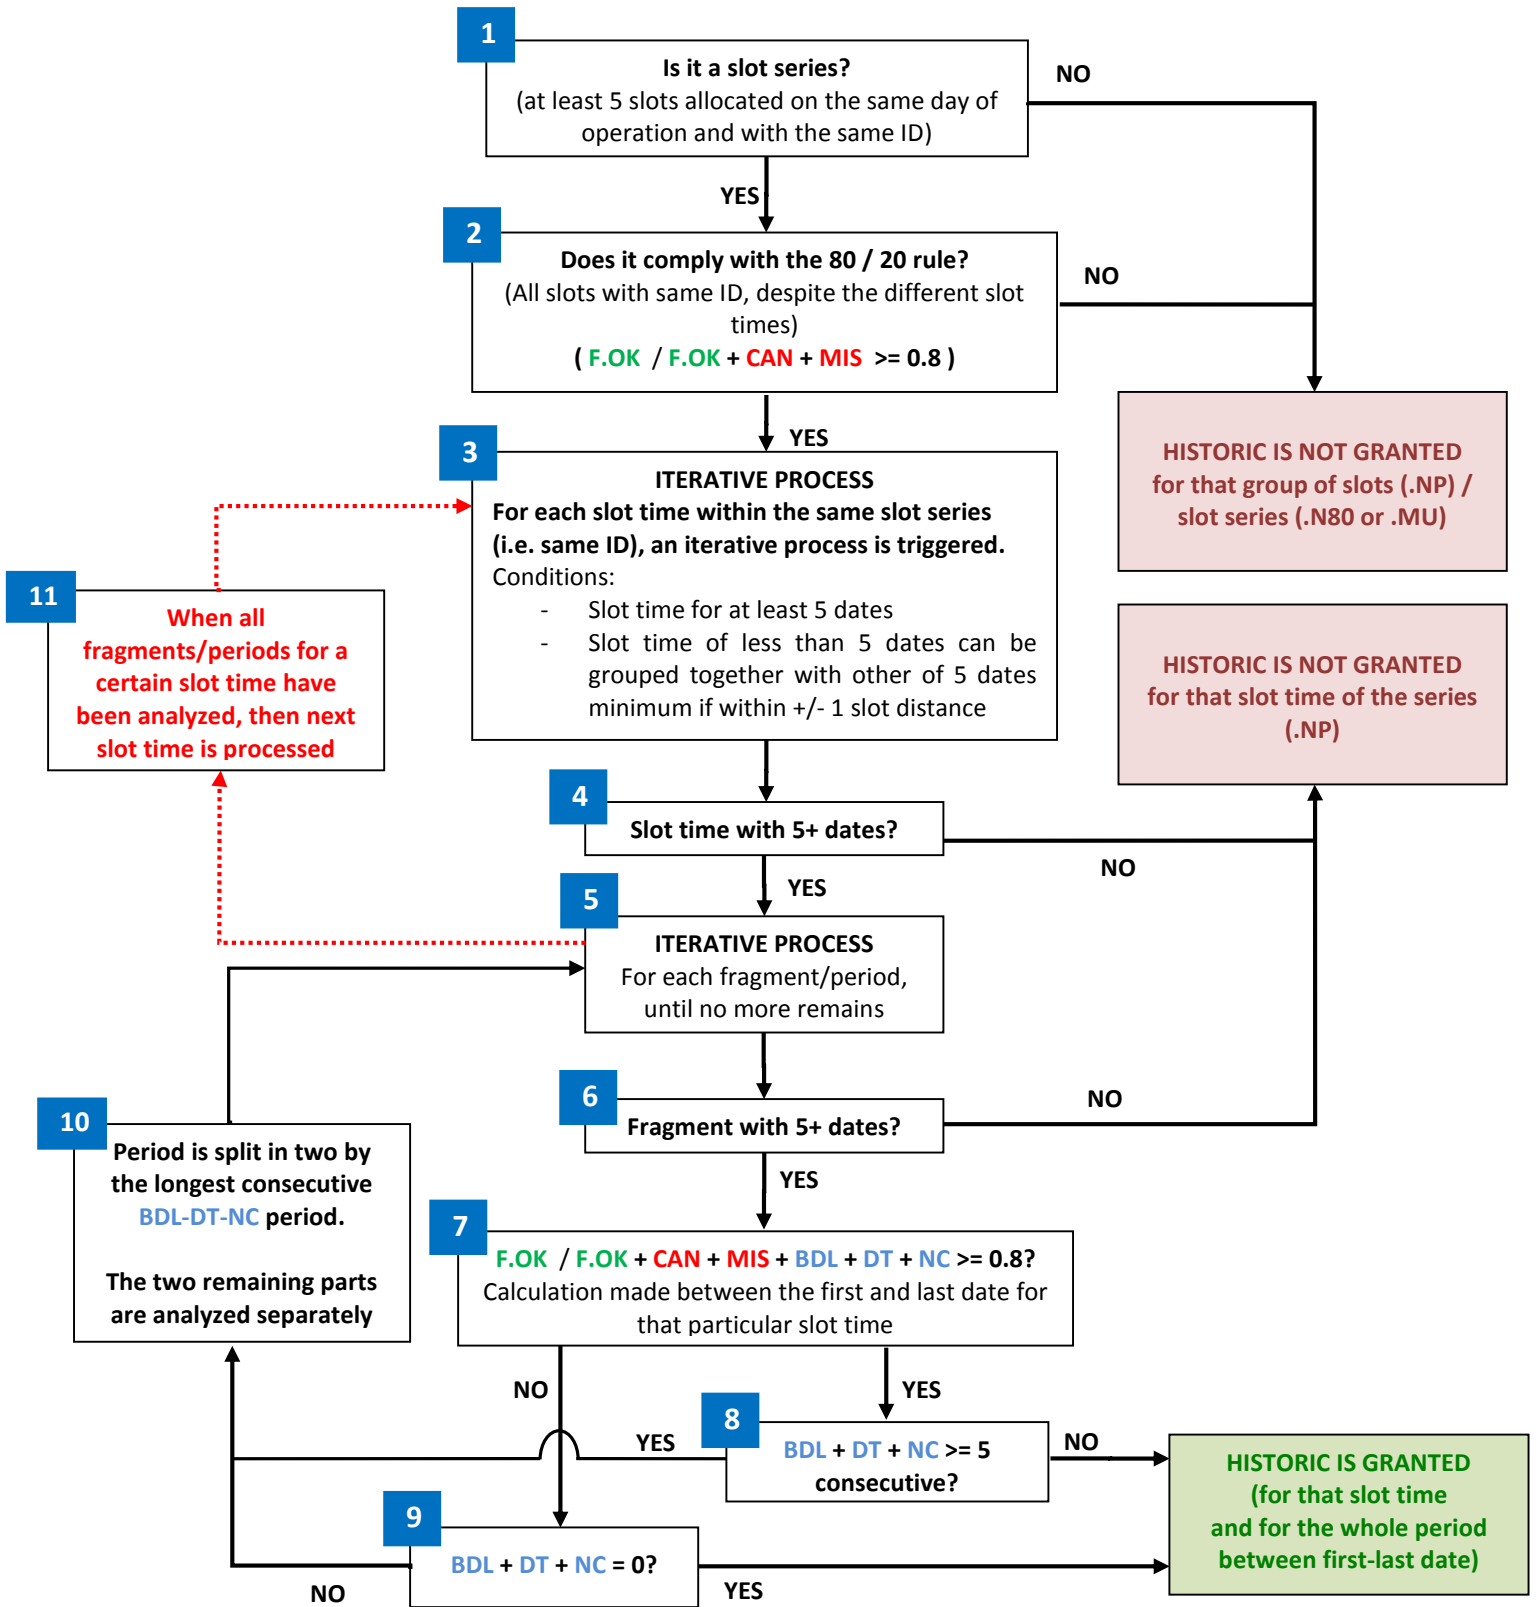 1
Is it a slot series?
(at least 5 slots allocated on the same day of
operation and with the same ID)
NO
YES
2
Does it comply with the 80 / 20 rule?
(All slots with same ID, despite the different slot
times)
( F.OK / F.OK + CAN + MIS >= 0.8 )
NO
YES
HISTORIC IS NOT GRANTED
for that group of slots (.NP) /
slot series (.N80 or .MU)
3
ITERATIVE PROCESS
For each slot time within the same slot series
(i.e. same ID), an iterative process is triggered.
Conditions:
- Slot time for at least 5 dates
- Slot time of less than 5 dates can be
grouped together with other of 5 dates
minimum if within +/- 1 slot distance
11
When all
fragments/periods for a
certain slot time have
been analyzed, then next
slot time is processed
HISTORIC IS NOT GRANTED
for that slot time of the series
(.NP)
4
Slot time with 5+ dates?
NO
YES
5
ITERATIVE PROCESS
For each fragment/period,
until no more remains
6
Fragment with 5+ dates?
NO
YES
10
Period is split in two by
the longest consecutive
BDL-DT-NC period.
The two remaining parts
are analyzed separately
7
F.OK / F.OK + CAN + MIS + BDL + DT + NC >= 0.8?
Calculation made between the first and last date for
that particular slot time
NO
YES
8
BDL + DT + NC >= 5
consecutive?
YES
NO
HISTORIC IS GRANTED
(for that slot time
and for the whole period
between first-last date)
9
BDL + DT + NC = 0?
NO
YES